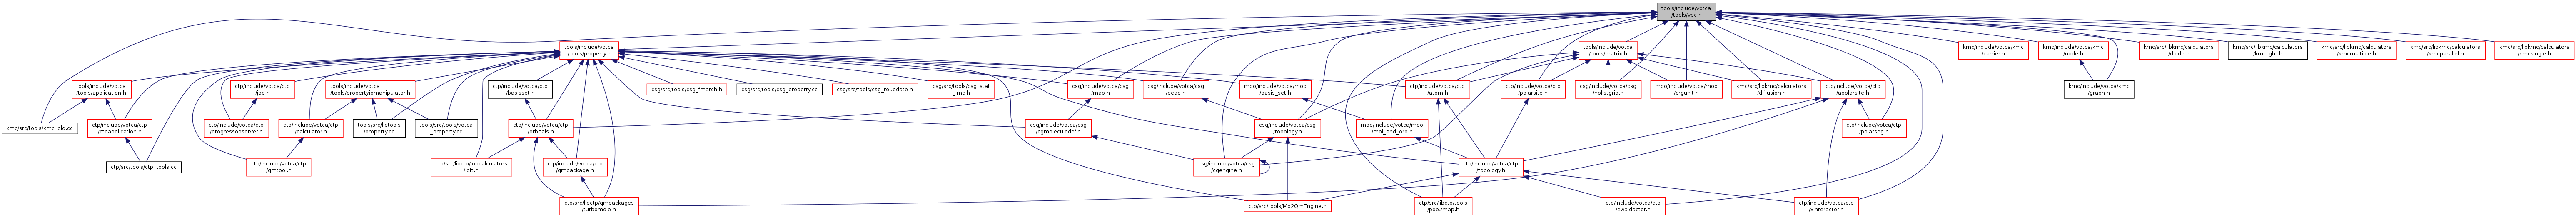 tools/include/votca
/tools/vec.h
tools/include/votca
/tools/property.h
tools/include/votca
/tools/matrix.h
kmc/include/votca/kmc
/carrier.h
kmc/include/votca/kmc
/node.h
kmc/src/libkmc/calculators
/diode.h
kmc/src/libkmc/calculators
/kmclight.h
kmc/src/libkmc/calculators
/kmcmultiple.h
kmc/src/libkmc/calculators
/kmcparallel.h
kmc/src/libkmc/calculators
/kmcsingle.h
tools/include/votca
/tools/application.h
ctp/include/votca/ctp
/job.h
tools/include/votca
/tools/propertyiomanipulator.h
ctp/include/votca/ctp
/basisset.h
csg/src/tools/csg_fmatch.h
csg/src/tools/csg_property.cc
csg/src/tools/csg_reupdate.h
csg/src/tools/csg_stat
_imc.h
csg/include/votca/csg
/map.h
csg/include/votca/csg
/bead.h
moo/include/votca/moo
/basis_set.h
ctp/include/votca/ctp
/atom.h
ctp/include/votca/ctp
/polarsite.h
csg/include/votca/csg
/nblistgrid.h
moo/include/votca/moo
/crgunit.h
kmc/src/libkmc/calculators
/diffusion.h
ctp/include/votca/ctp
/apolarsite.h
kmc/include/votca/kmc
/graph.h
kmc/src/tools/kmc_old.cc
ctp/include/votca/ctp
/ctpapplication.h
ctp/include/votca/ctp
/progressobserver.h
ctp/include/votca/ctp
/calculator.h
tools/src/libtools
/property.cc
tools/src/tools/votca
_property.cc
ctp/include/votca/ctp
/orbitals.h
csg/include/votca/csg
/cgmoleculedef.h
csg/include/votca/csg
/topology.h
moo/include/votca/moo
/mol_and_orb.h
ctp/include/votca/ctp
/polarseg.h
ctp/src/tools/ctp_tools.cc
ctp/include/votca/ctp
/qmtool.h
ctp/src/libctp/jobcalculators
/idft.h
ctp/include/votca/ctp
/qmpackage.h
csg/include/votca/csg
/cgengine.h
ctp/include/votca/ctp
/topology.h
ctp/src/libctp/qmpackages
/turbomole.h
ctp/src/tools/Md2QmEngine.h
ctp/src/libctp/tools
/pdb2map.h
ctp/include/votca/ctp
/ewaldactor.h
ctp/include/votca/ctp
/xinteractor.h